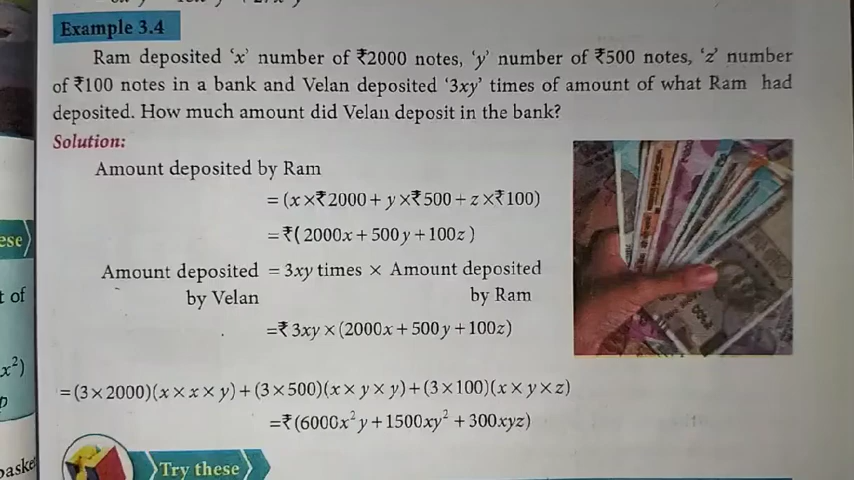 Example 3.4
Ram deposited ‘x’ number of ₹2000 notes, ‘y’ number of ₹500 notes, ‘z’ number
of ₹100 notes in a bank and Velan deposited ‘3xy’ times of amount of what Ram had
deposited. How much amount did Velan deposit in the bank?
Solution:
Amount deposited by Ram
= (x×₹2000 + y×₹500 + z×₹100)
= ₹( 2000x + 500y + 100z )
ese
Amount deposited = 3xy times × Amount deposited
t of
by Velan by Ram
=₹ 3xy × (2000x + 500y + 100z)
x²)
= (3×2000)(x×x×y) + (3×500)(x×y×y) + (3×100)(x×y×z)
=₹(6000x²y + 1500xy² + 300xyz)
baske
Try these